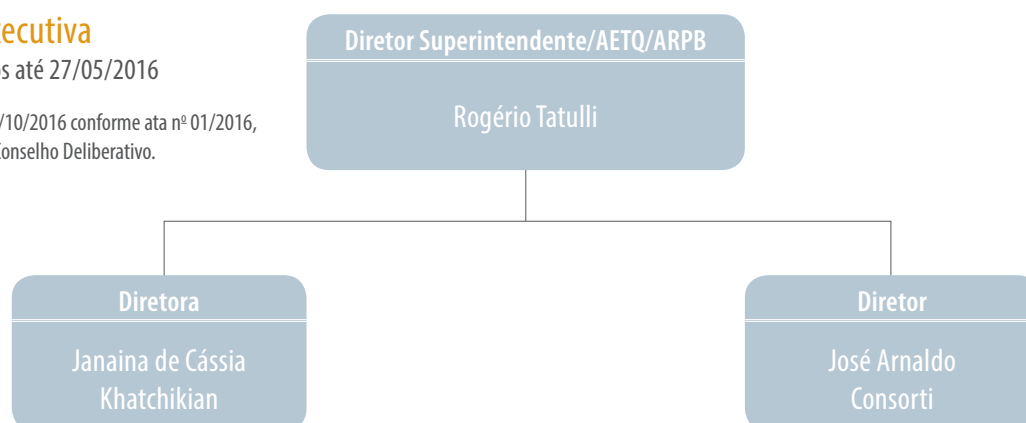 ecutiva
s até 27/05/2016
/10/2016 conforme ata nº 01/2016,
Conselho Deliberativo.
Diretor Superintendente/AETQ/ARPB
Rogério Tatulli
Diretora
Janaina de Cássia
Khatchikian
Diretor
José Arnaldo
Consorti